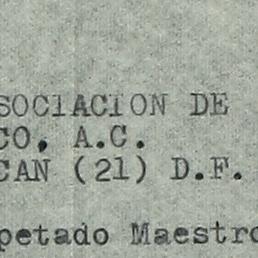 SOCIACION DE
CO, A.C.
CAN (21) D.F.
petado Maestro